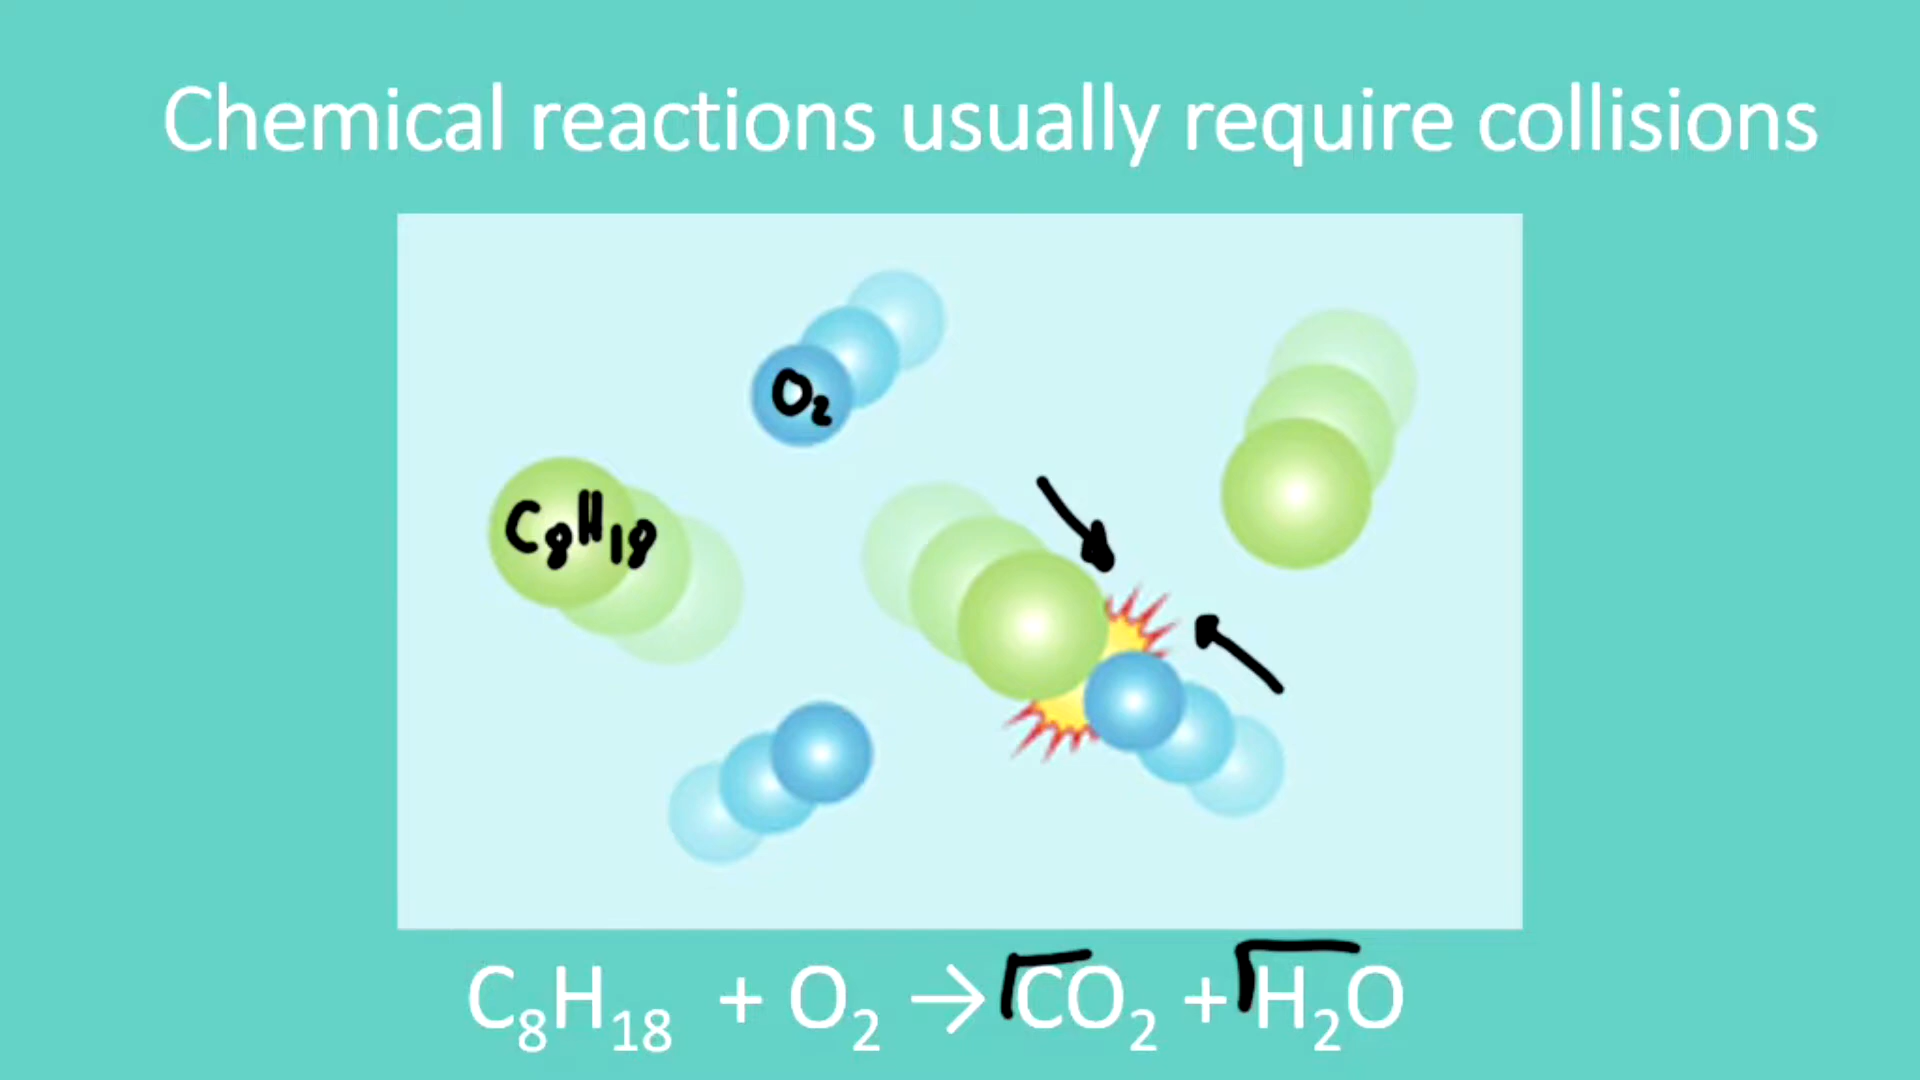 Chemical reactions usually require collisions
O₂
C₈H₁₈
C₈H₁₈ + O₂ → CO₂ + H₂O